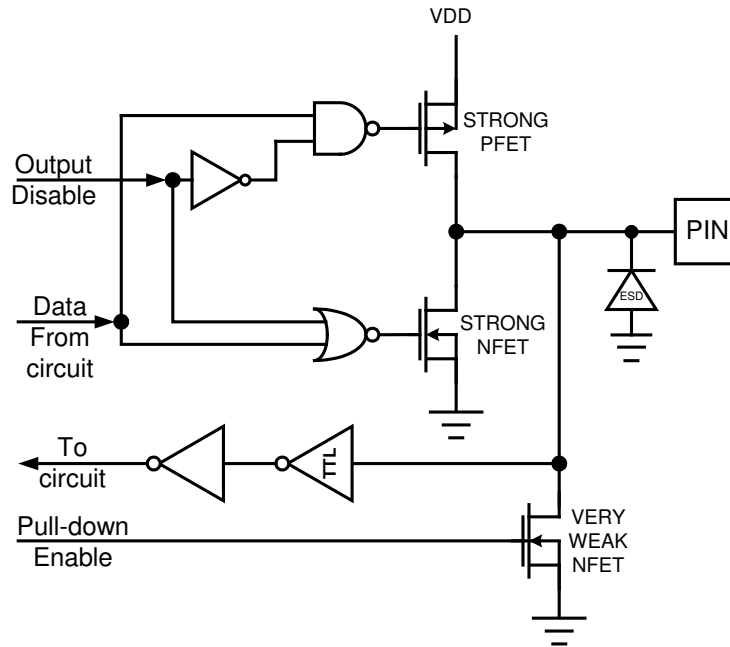 VDD
STRONG
PFET
Output
Disable
PIN
ESD
Data
From
circuit
STRONG
NFET
To
circuit
TTL
Pull-down
Enable
VERY
WEAK
NFET